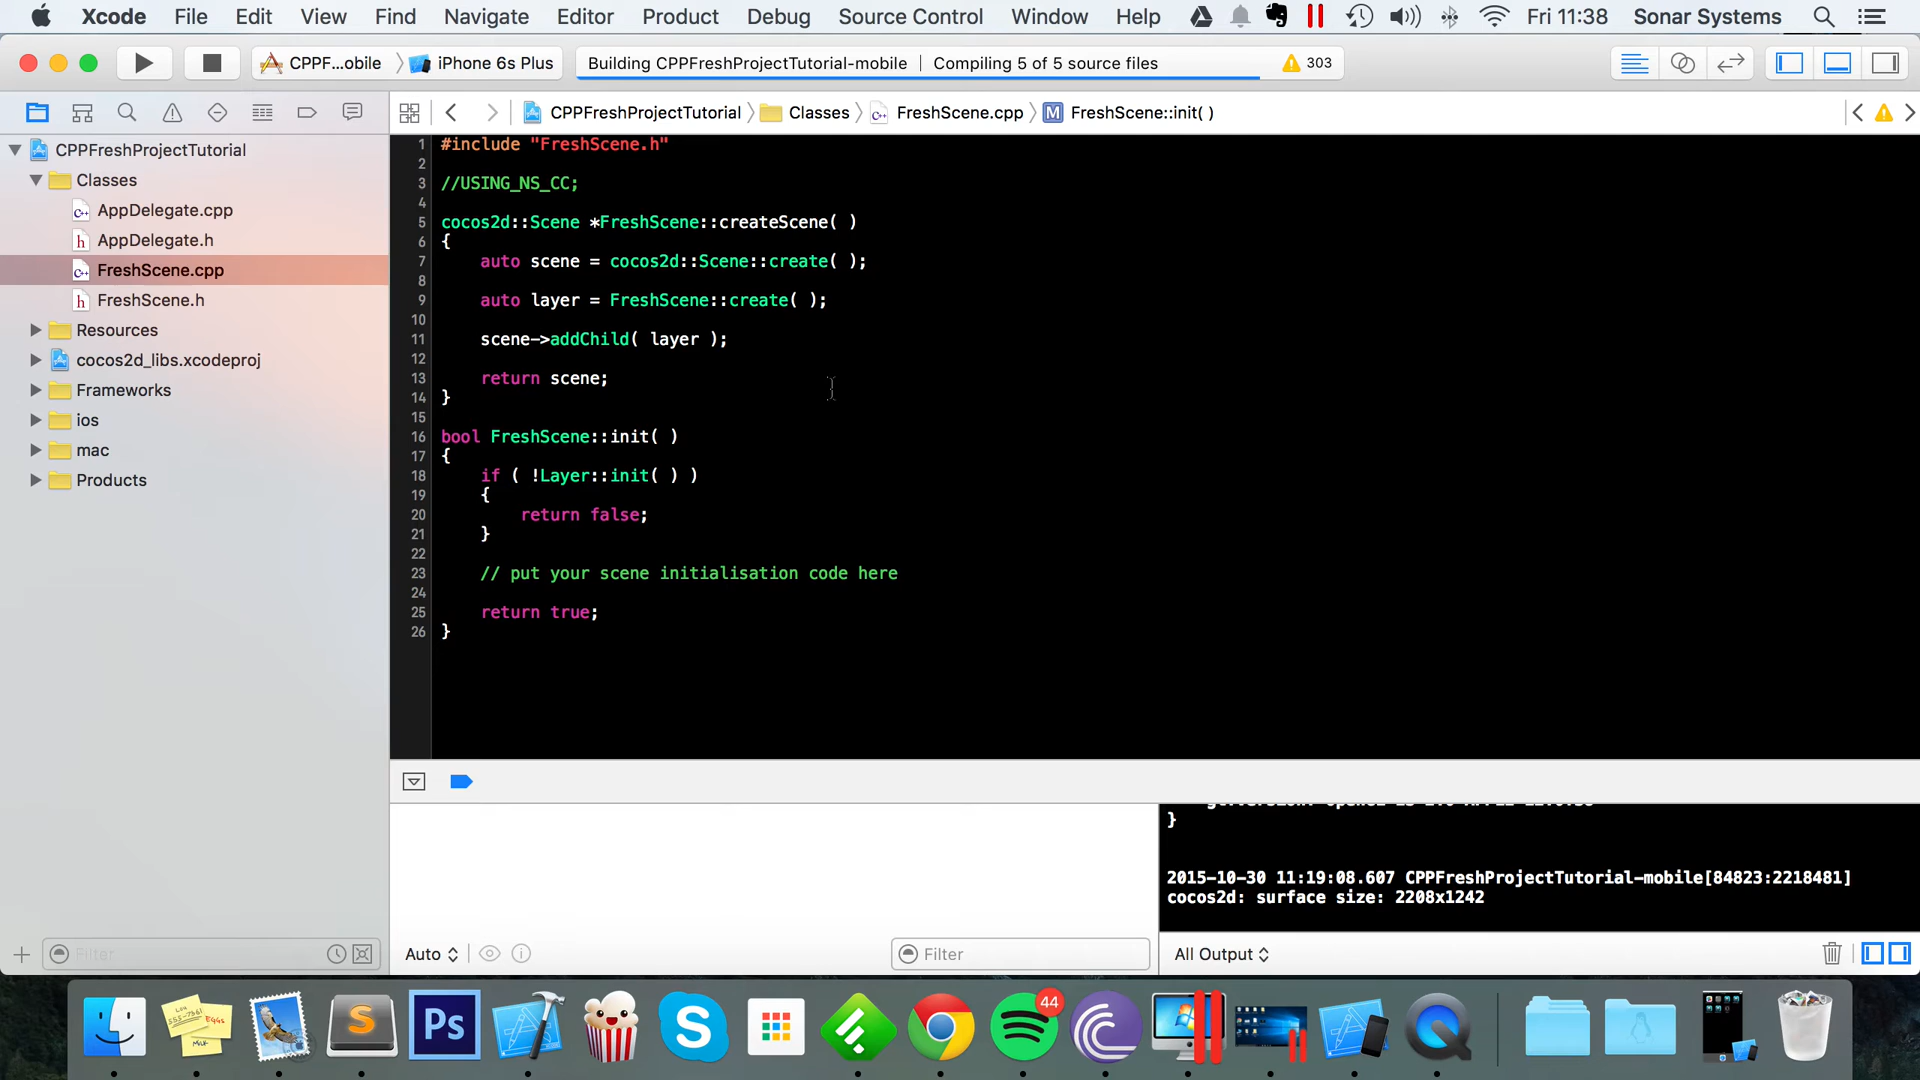 Xcode File Edit View Find Navigate Editor Product Debug Source Control Window Help Fri 11:38 Sonar Systems
CPPF...obile iPhone 6s Plus Building CPPFreshProjectTutorial-mobile | Compiling 5 of 5 source files 303
CPPFreshProjectTutorial Classes FreshScene.cpp M FreshScene::init( )
CPPFreshProjectTutorial
Classes
AppDelegate.cpp
AppDelegate.h
FreshScene.cpp
FreshScene.h
Resources
cocos2d_libs.xcodeproj
Frameworks
ios
mac
Products
Filter
1 #include "FreshScene.h"
2
3 //USING_NS_CC;
4
5 cocos2d::Scene *FreshScene::createScene( )
6 {
7 auto scene = cocos2d::Scene::create( );
8
9 auto layer = FreshScene::create( );
10
11 scene->addChild( layer );
12
13 return scene;
14 }
15
16 bool FreshScene::init( )
17 {
18 if ( !Layer::init( ) )
19 {
20 return false;
21 }
22
23 // put your scene initialisation code here
24
25 return true;
26 }
}
2015-10-30 11:19:08.607 CPPFreshProjectTutorial-mobile[84823:2218481]
cocos2d: surface size: 2208x1242
Auto Filter All Output
Ps 44